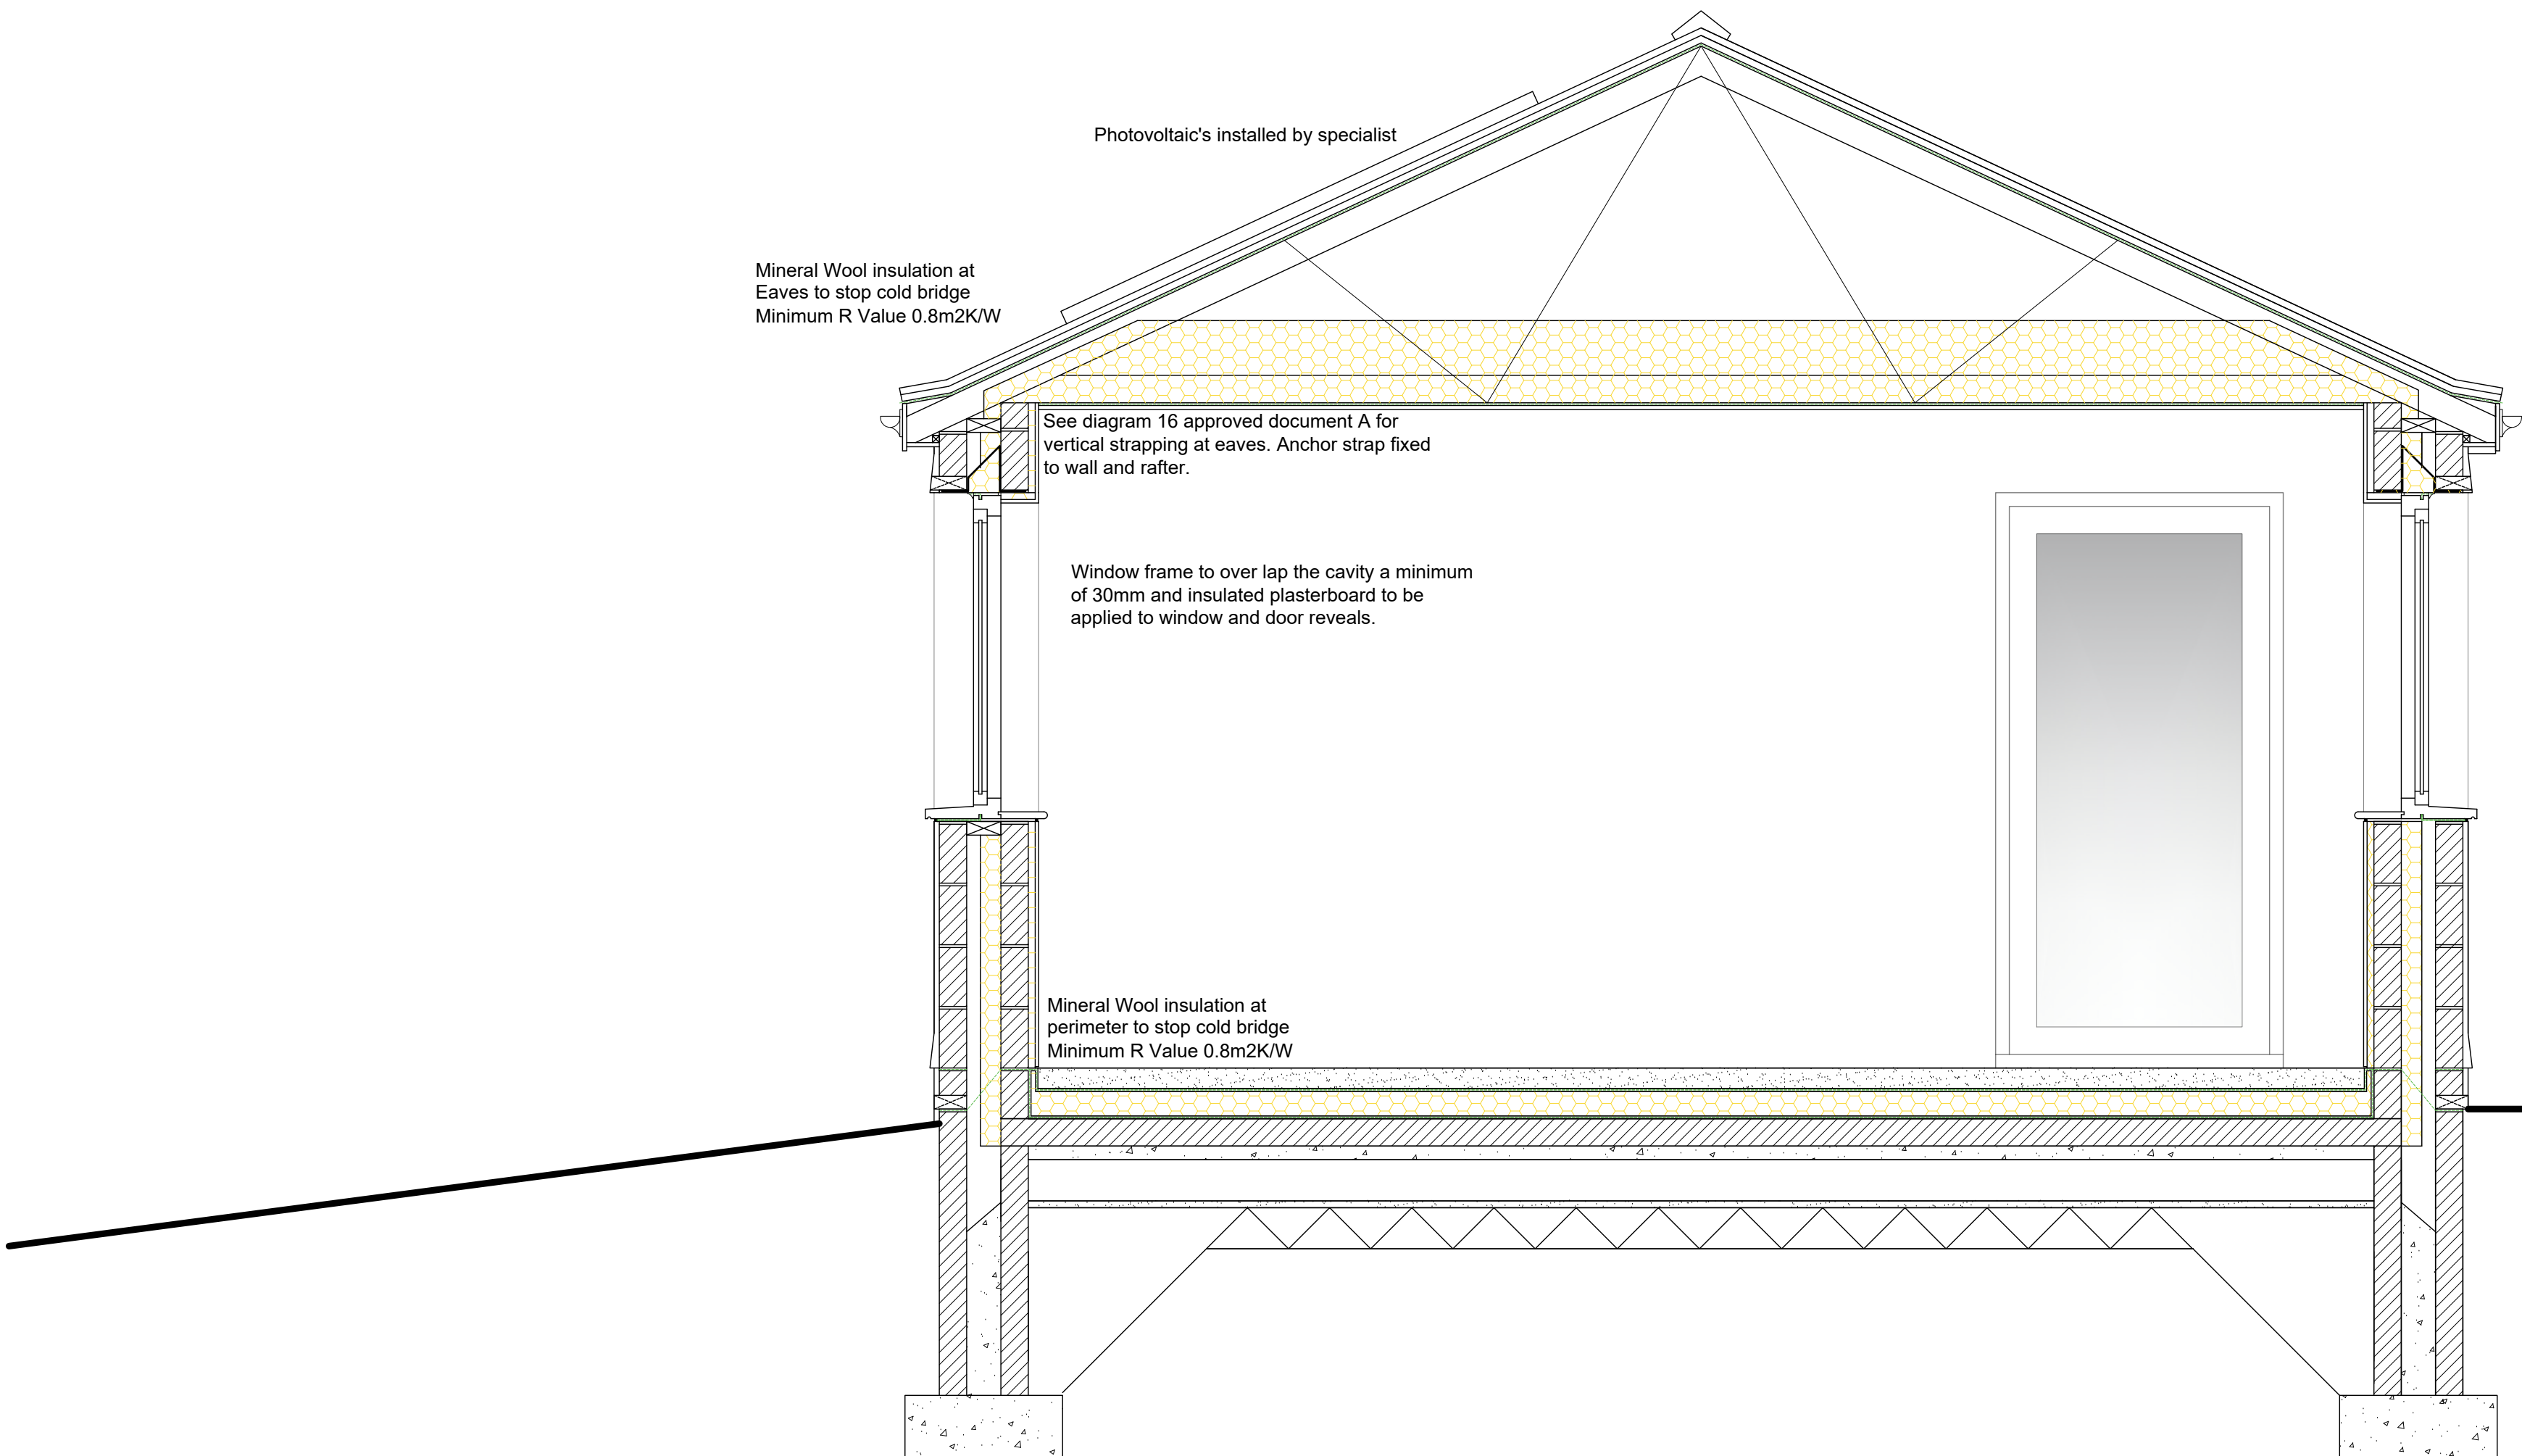 Photovoltaic's installed by specialist
Mineral Wool insulation at
Eaves to stop cold bridge
Minimum R Value 0.8m2K/W
See diagram 16 approved document A for
vertical strapping at eaves. Anchor strap fixed
to wall and rafter.
Window frame to over lap the cavity a minimum
of 30mm and insulated plasterboard to be
applied to window and door reveals.
Mineral Wool insulation at
perimeter to stop cold bridge
Minimum R Value 0.8m2K/W